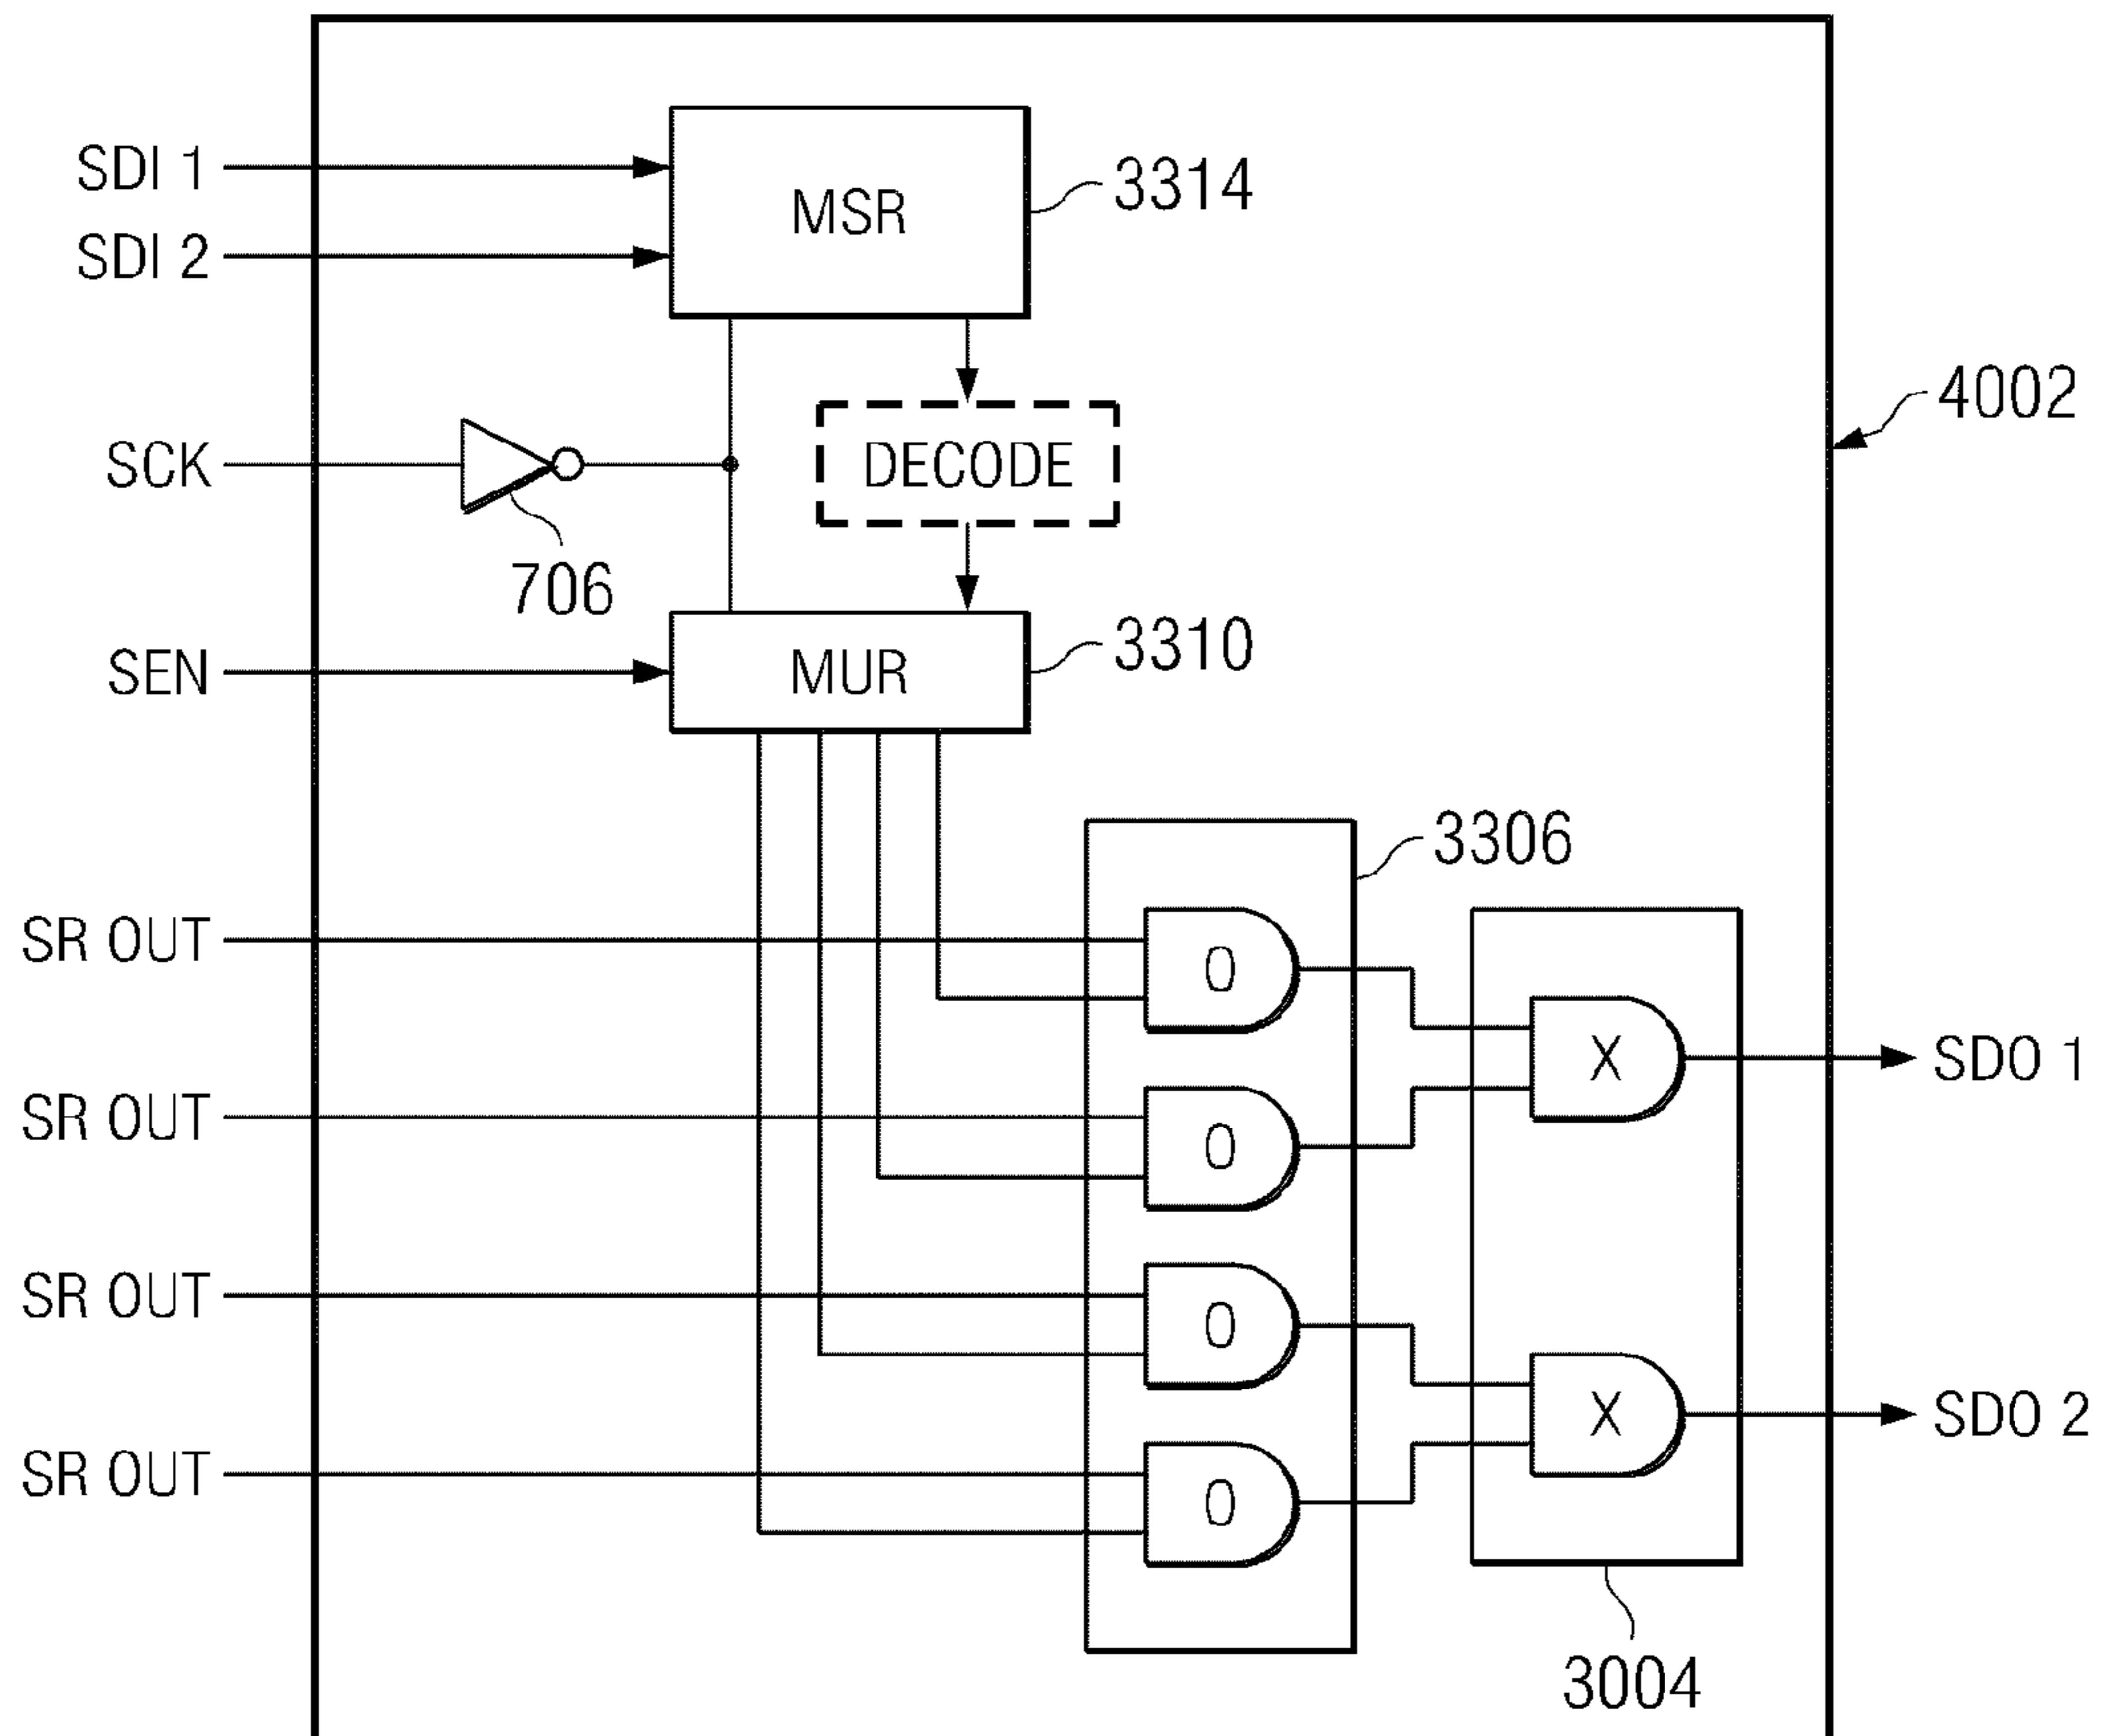 SDI 1
MSR
3314
SDI 2
4002
SCK
DECODE
706
SEN
MUR
3310
3306
SR OUT
O
X
SDO 1
SR OUT
O
SR OUT
O
X
SDO 2
SR OUT
O
3004